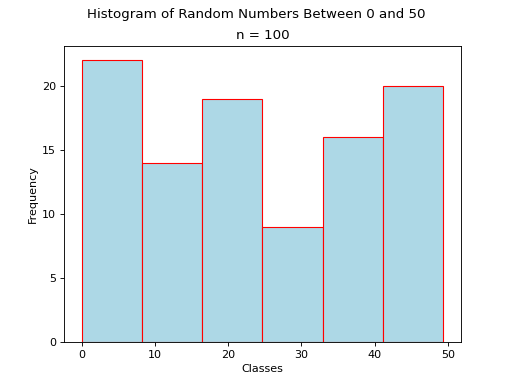 Histogram of Random Numbers Between 0 and 50
n = 100
20
15
10
5
0
Frequency
0 10 20 30 40 50
Classes